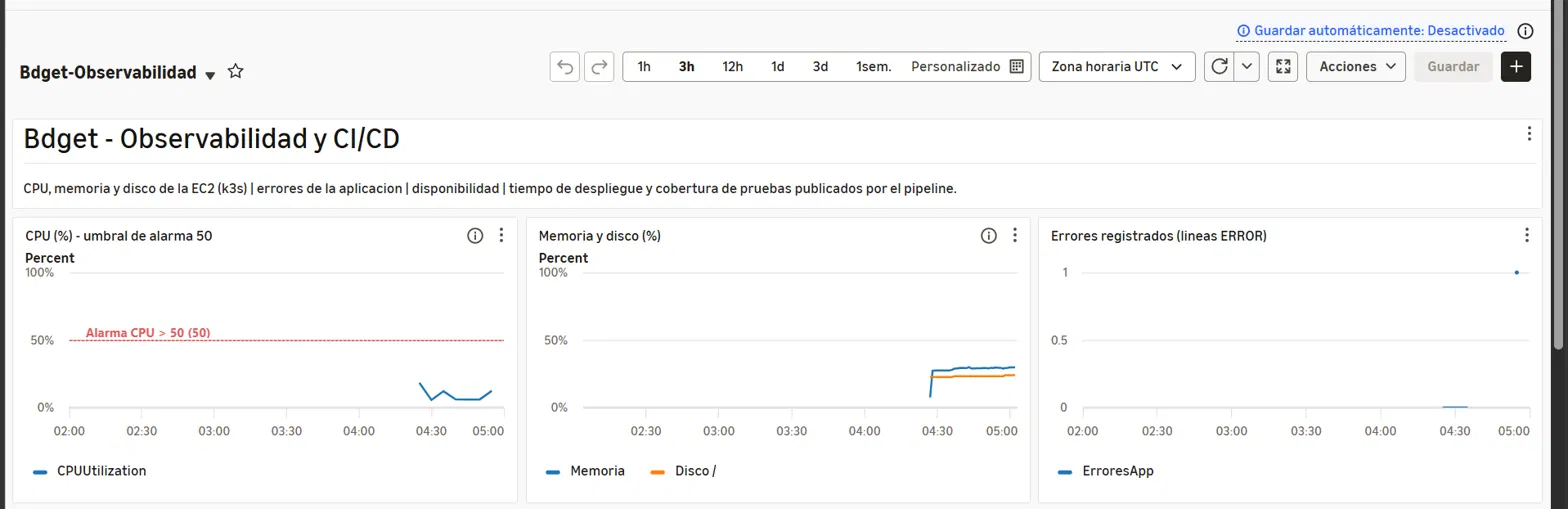 Guardar automáticamente: Desactivado
Bdget-Observabilidad
1h 3h 12h 1d 3d 1sem. Personalizado Zona horaria UTC Acciones Guardar
Bdget - Observabilidad y CI/CD
CPU, memoria y disco de la EC2 (k3s) | errores de la aplicacion | disponibilidad | tiempo de despliegue y cobertura de pruebas publicados por el pipeline.
CPU (%) - umbral de alarma 50
Percent
100%
Alarma CPU > 50 (50)
50%
0%
02:00 02:30 03:00 03:30 04:00 04:30 05:00
CPUUtilization
Memoria y disco (%)
Percent
100%
50%
0%
02:30 03:00 03:30 04:00 04:30 05:00
Memoria Disco /
Errores registrados (lineas ERROR)
1
0.5
0
02:00 02:30 03:00 03:30 04:00 04:30 05:00
ErroresApp